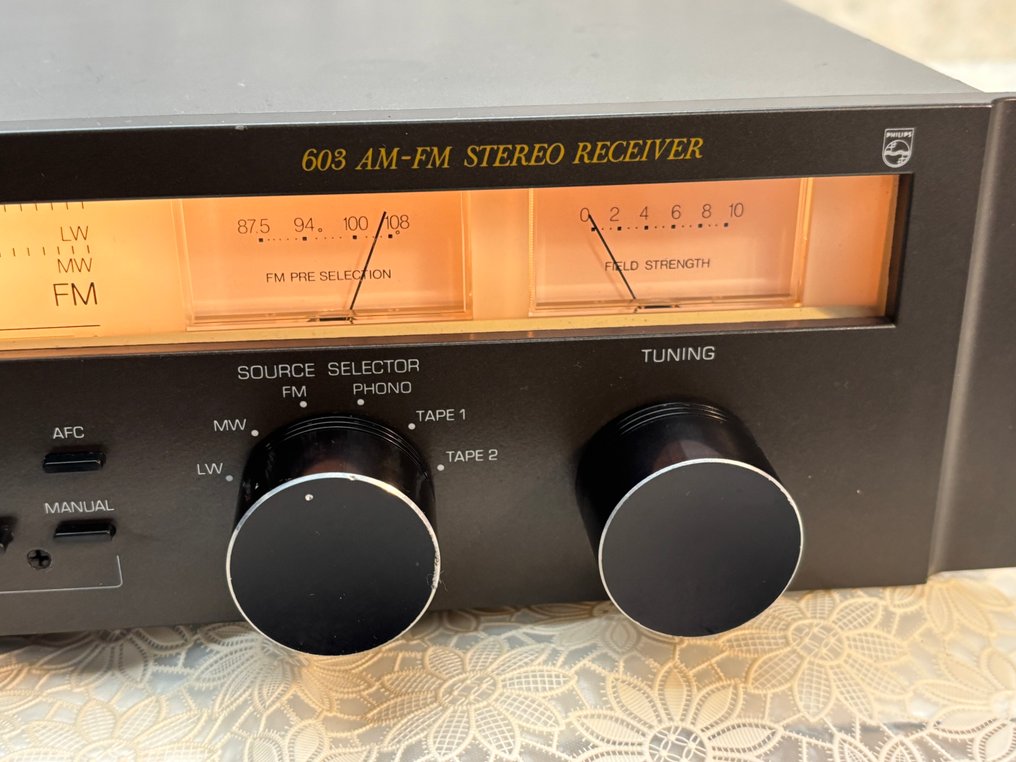 603 AM-FM STEREO RECEIVER
PHILIPS
LW
MW
FM
87.5 94 100 108
FM PRE SELECTION
0 2 4 6 8 10
FIELD STRENGTH
SOURCE SELECTOR
FM
PHONO
MW
TAPE 1
LW
TAPE 2
TUNING
AFC
MANUAL